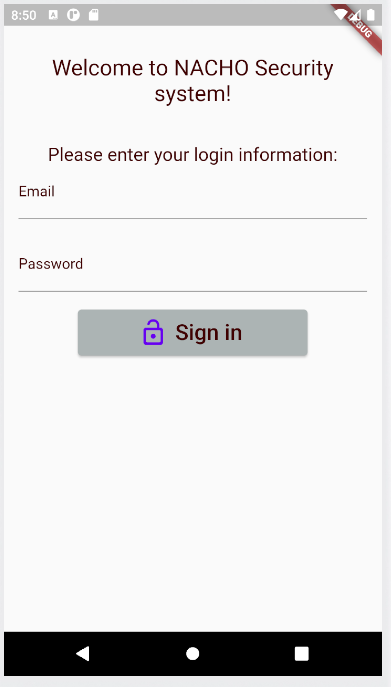 8:50
DEBUG
Welcome to NACHO Security
system!
Please enter your login information:
Email
Password
Sign in